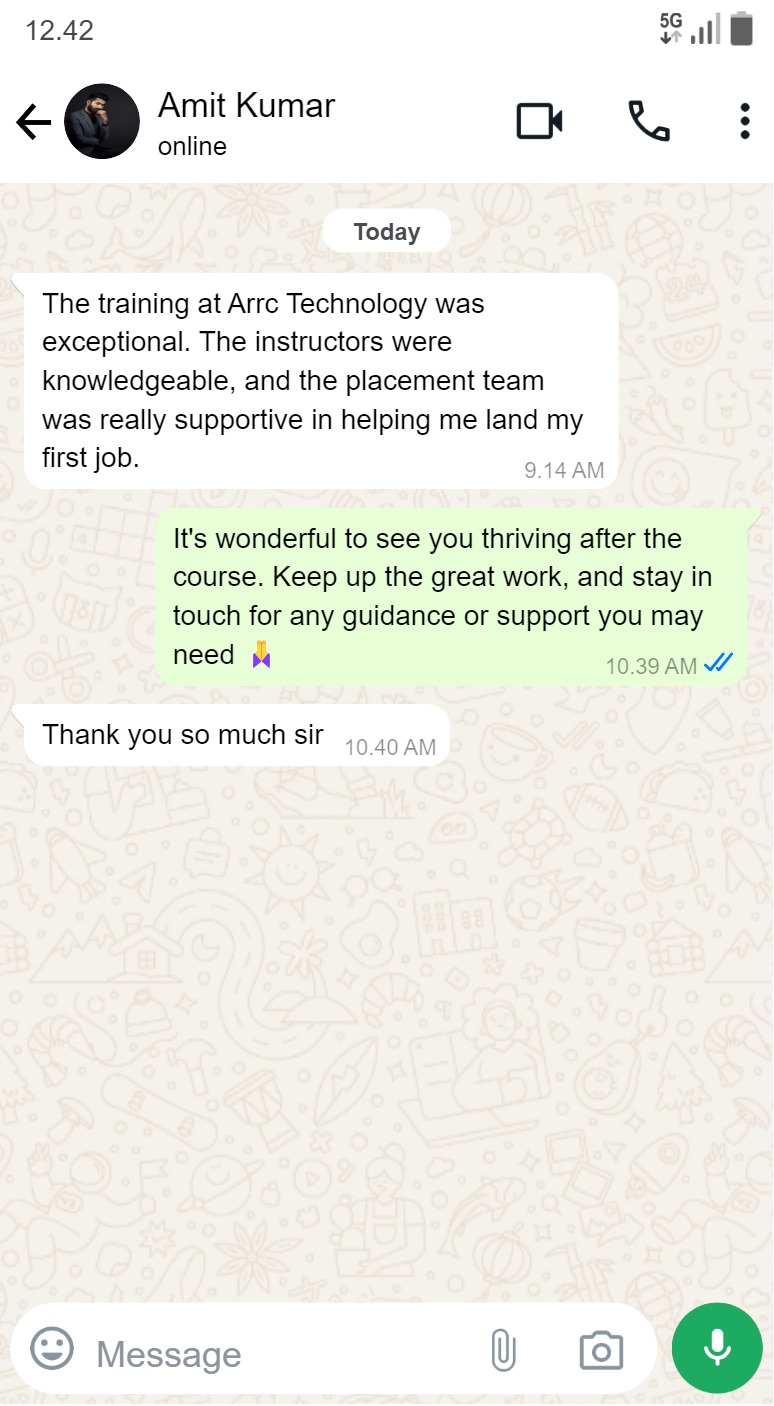 12.42
5G
Amit Kumar
online
Today
The training at Arrc Technology was
exceptional. The instructors were
knowledgeable, and the placement team
was really supportive in helping me land my
first job.
9.14 AM
It's wonderful to see you thriving after the
course. Keep up the great work, and stay in
touch for any guidance or support you may
need 🙏
10.39 AM
Thank you so much sir
10.40 AM
Message